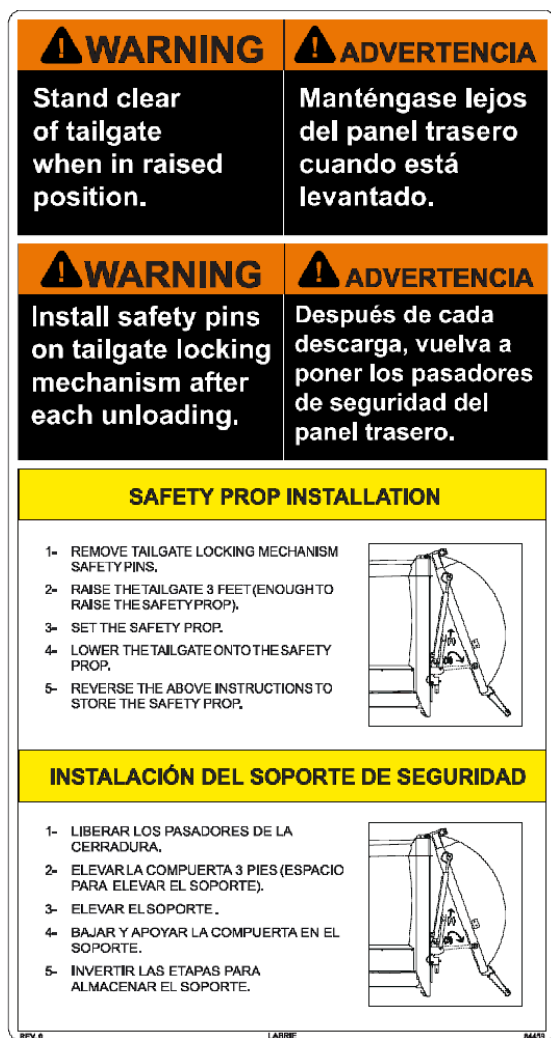 WARNING
Stand clear
of tailgate
when in raised
position.
ADVERTENCIA
Manténgase lejos
del panel trasero
cuando está
levantado.
WARNING
Install safety pins
on tailgate locking
mechanism after
each unloading.
ADVERTENCIA
Después de cada
descarga, vuelva a
poner los pasadores
de seguridad del
panel trasero.
SAFETY PROP INSTALLATION
1- REMOVE TAILGATE LOCKING MECHANISM
SAFETY PINS.
2- RAISE THE TAILGATE 3 FEET (ENOUGH TO
RAISE THE SAFETY PROP).
3- SET THE SAFETY PROP.
4- LOWER THE TAILGATE ONTO THE SAFETY
PROP.
5- REVERSE THE ABOVE INSTRUCTIONS TO
STORE THE SAFETY PROP.
INSTALACIÓN DEL SOPORTE DE SEGURIDAD
1- LIBERAR LOS PASADORES DE LA
CERRADURA.
2- ELEVAR LA COMPUERTA 3 PIES (ESPACIO
PARA ELEVAR EL SOPORTE).
3- ELEVAR EL SOPORTE.
4- BAJAR Y APOYAR LA COMPUERTA EN EL
SOPORTE.
5- INVERTIR LAS ETAPAS PARA
ALMACENAR EL SOPORTE.
REV. 6
LABRIE